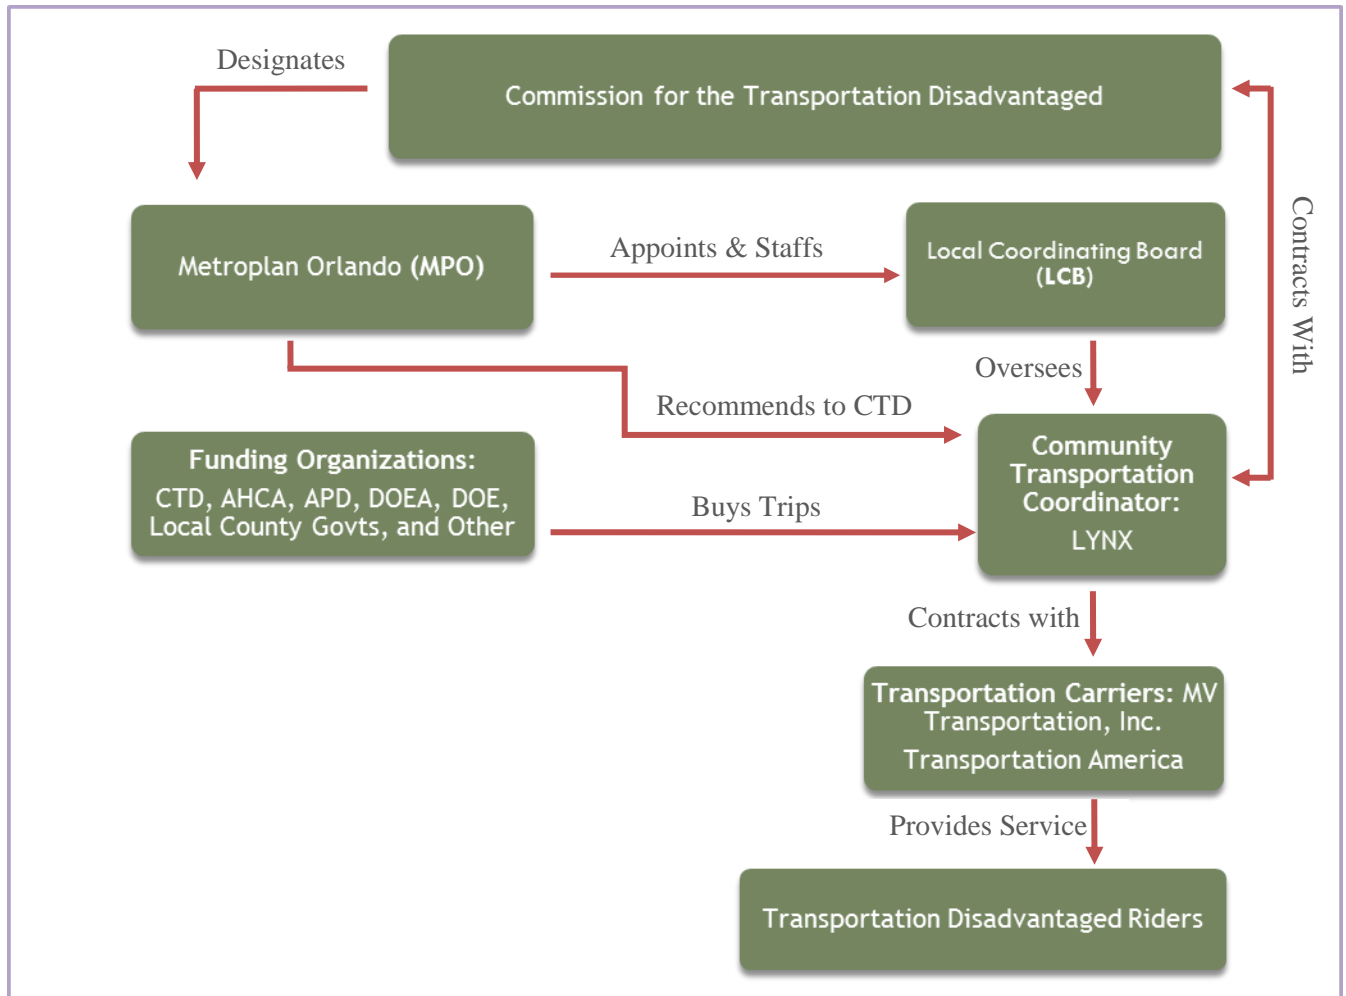 Designates
Commission for the Transportation Disadvantaged
Contracts With
Metroplan Orlando (MPO)
Appoints & Staffs
Local Coordinating Board
(LCB)
Oversees
Recommends to CTD
Funding Organizations:
CTD, AHCA, APD, DOEA, DOE,
Local County Govts, and Other
Buys Trips
Community
Transportation
Coordinator:
LYNX
Contracts with
Transportation Carriers: MV
Transportation, Inc.
Transportation America
Provides Service
Transportation Disadvantaged Riders